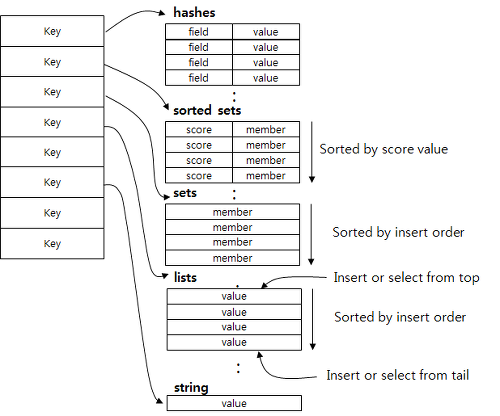 hashes
Key
Key
Key
Key
Key
Key
Key
Key
field value
field value
field value
field value
sorted sets
score member
score member
score member
score member
Sorted by score value
sets
member
member
member
member
Sorted by insert order
lists
Insert or select from top
value
value
value
value
Sorted by insert order
Insert or select from tail
string
value